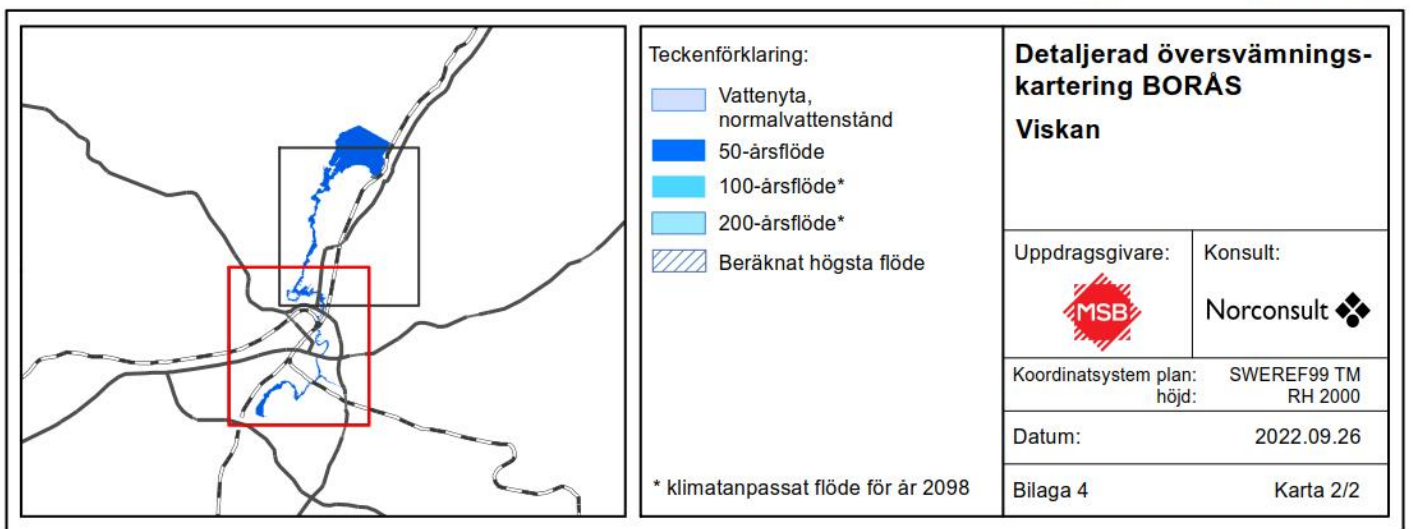 Teckenförklaring:
Vattenyta,
normalvattenstånd
50-årsflöde
100-årsflöde*
200-årsflöde*
Beräknat högsta flöde
* klimatanpassat flöde för år 2098
Detaljerad översvämnings-
kartering BORÅS
Viskan
Uppdragsgivare:
MSB
Konsult:
Norconsult
Koordinatsystem plan: SWEREF99 TM
höjd: RH 2000
Datum: 2022.09.26
Bilaga 4 Karta 2/2